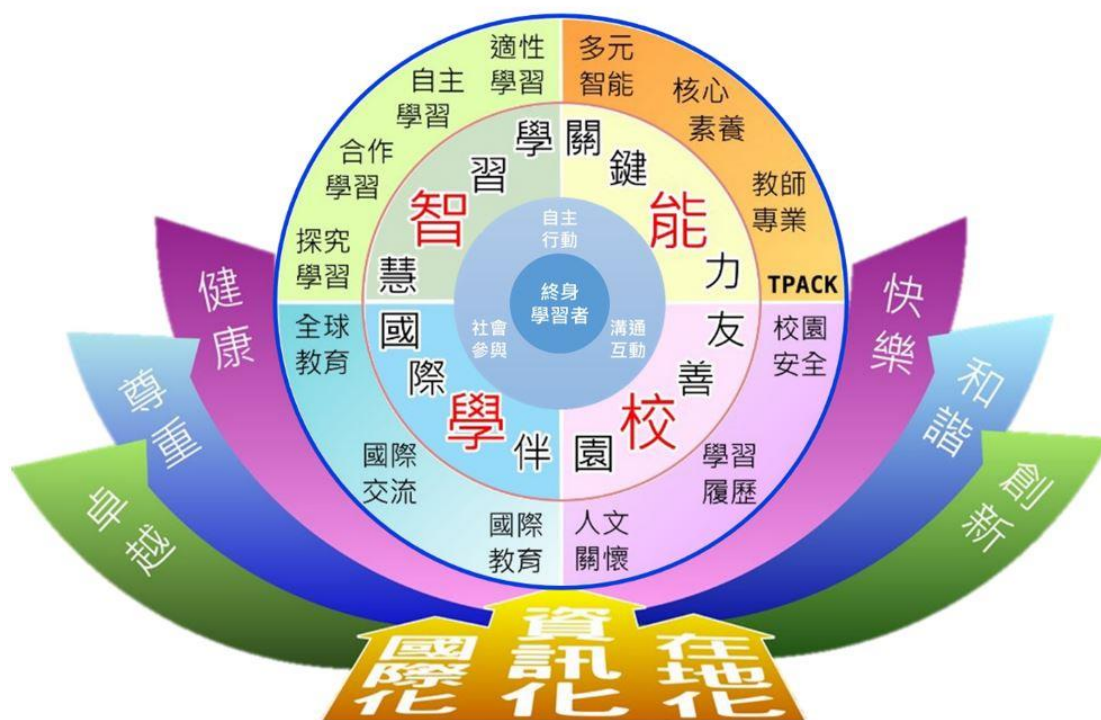 適性
學習
自主
學習
合作
學習
探究
學習
多元
智能
核心
素養
教師
專業
TPACK
智慧學習
關鍵能力
自主
行動
終身
學習者
社會
參與
溝通
互動
國際學伴
友善校園
全球
教育
國際
交流
國際
教育
校園
安全
學習
履歷
人文
關懷
健康
尊重
卓越
快樂
和諧
創新
國際化
資訊化
在地化